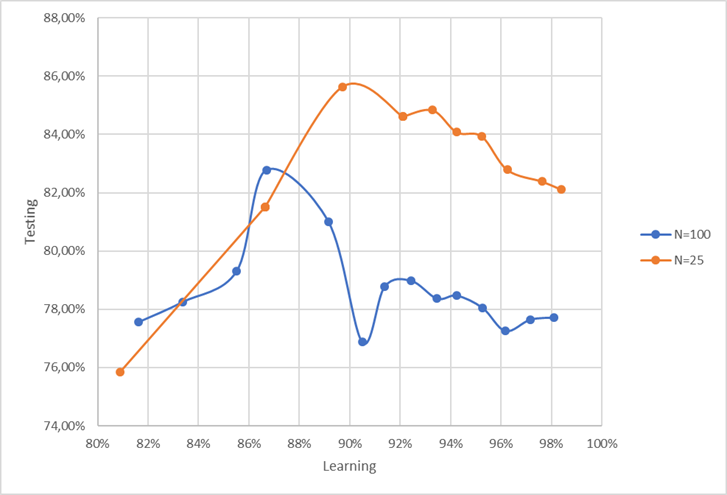 88,00%
86,00%
84,00%
82,00%
80,00%
78,00%
76,00%
74,00%
Testing
80% 82% 84% 86% 88% 90% 92% 94% 96% 98% 100%
Learning
N=100
N=25